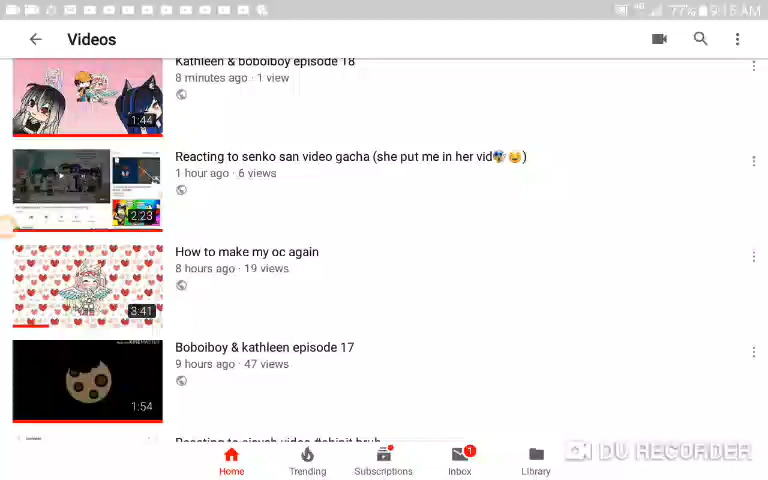 77% 9:15 AM
Videos
Kathleen & boboiboy episode 18
8 minutes ago · 1 view
1:44
Reacting to senko san video gacha (she put me in her vid😱😄)
1 hour ago · 6 views
2:23
How to make my oc again
8 hours ago · 19 views
3:41
Boboiboy & kathleen episode 17
9 hours ago · 47 views
1:54
Home
Trending
Subscriptions
1
Inbox
Library
DU RECORDER